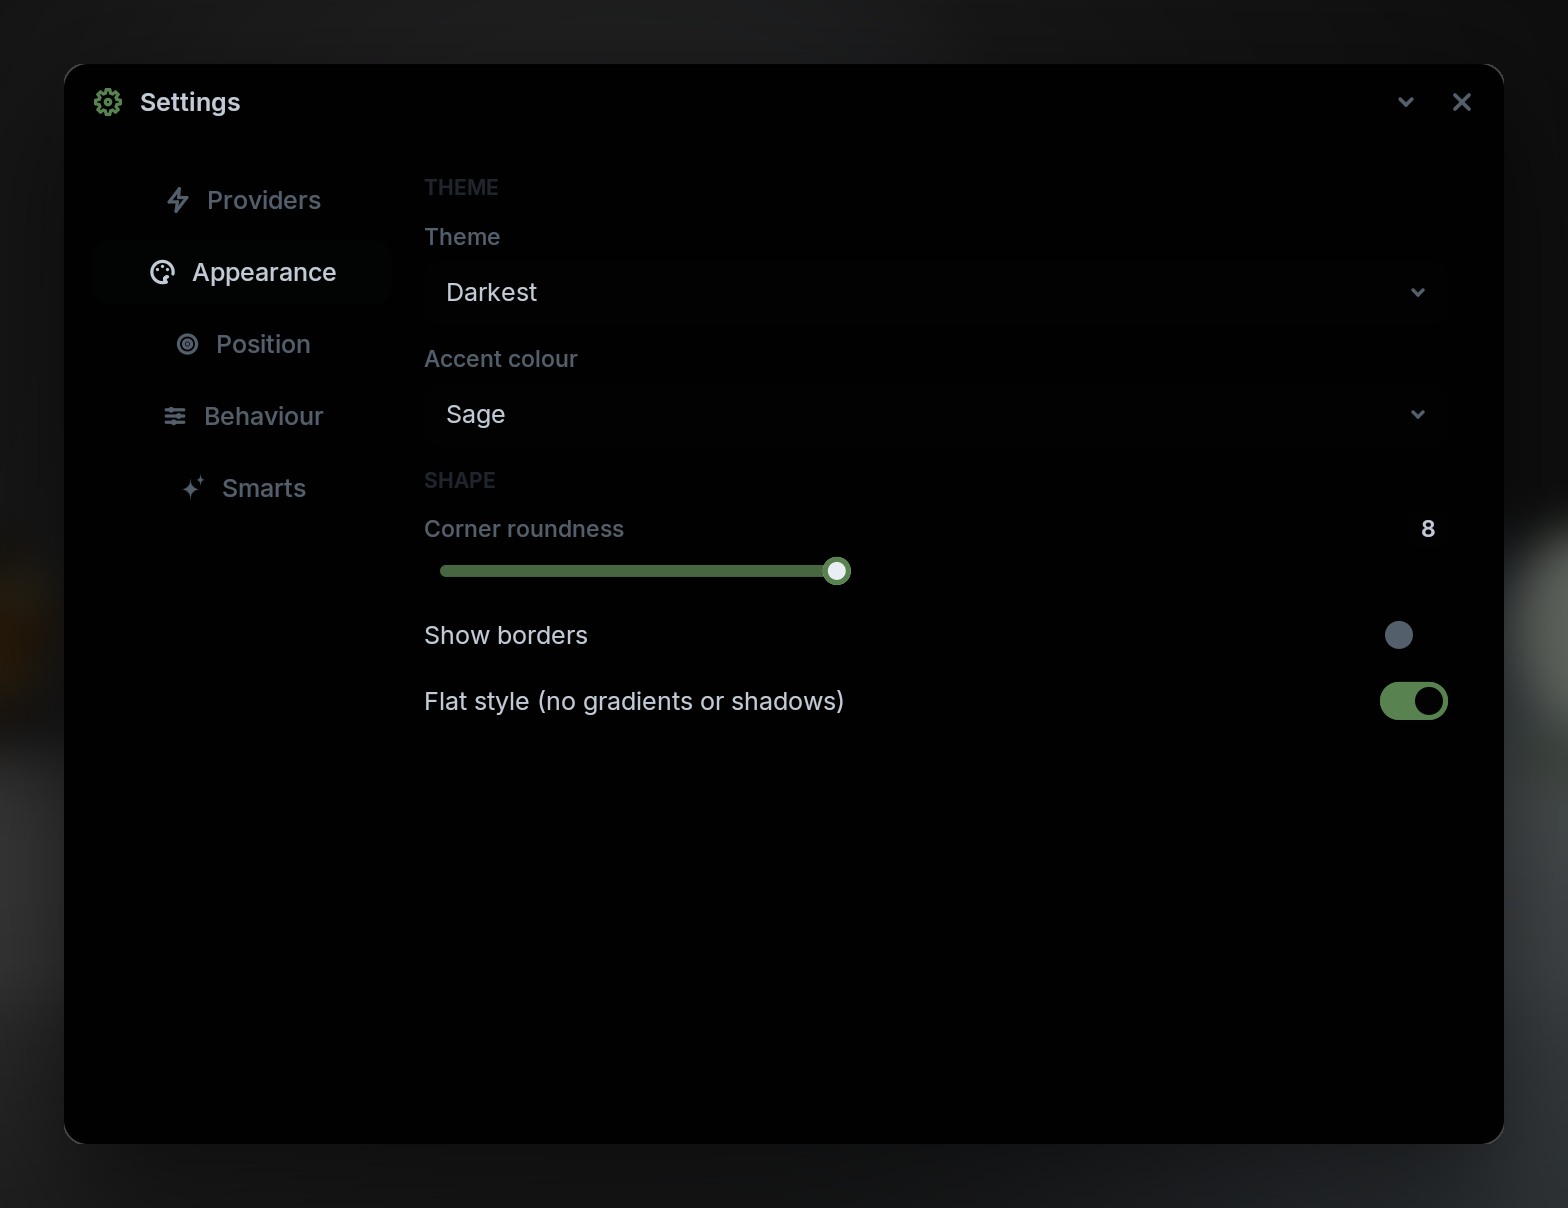 Settings
Providers
Appearance
Position
Behaviour
Smarts
THEME
Theme
Darkest
Accent colour
Sage
SHAPE
Corner roundness 8
Show borders
Flat style (no gradients or shadows)